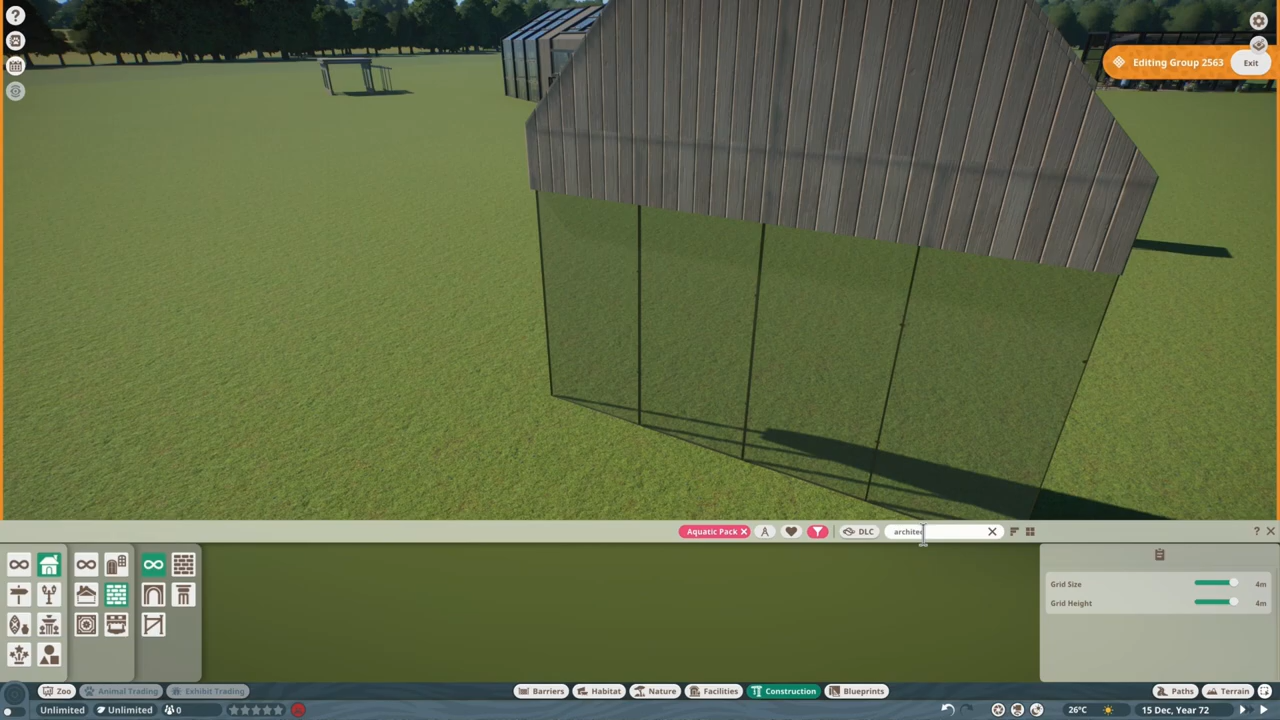 Editing Group 2563
Exit
Aquatic Pack
DLC
architec
Grid Size 4m
Grid Height 4m
Zoo Animal Trading Exhibit Trading
Barriers Habitat Nature Facilities Construction Blueprints
Paths Terrain
Unlimited Unlimited 0
26°C 15 Dec, Year 72